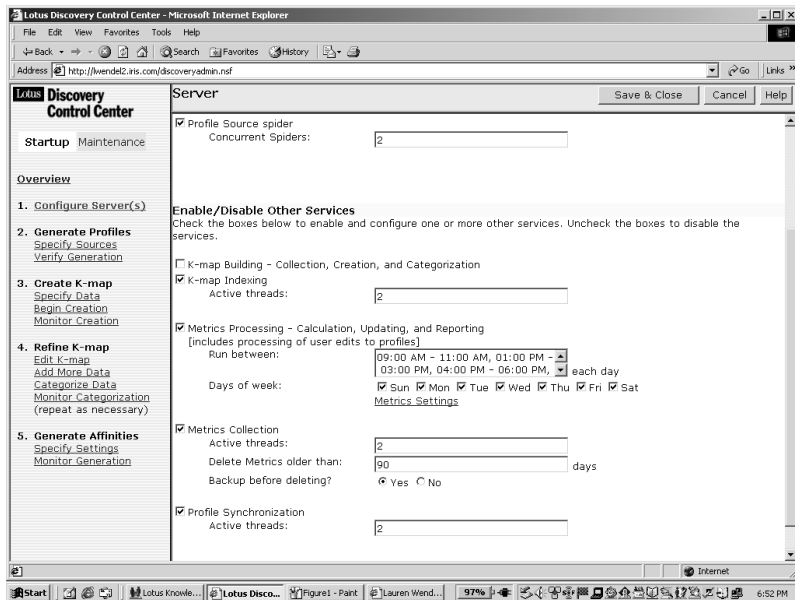 Lotus Discovery Control Center - Microsoft Internet Explorer
File Edit View Favorites Tools Help
Back Search Favorites History
Address http://lwendel2.iris.com/discoveryadmin.nsf Go Links »
Lotus Discovery
Control Center
Startup Maintenance
Overview
1. Configure Server(s)
2. Generate Profiles
Specify Sources
Verify Generation
3. Create K-map
Specify Data
Begin Creation
Monitor Creation
4. Refine K-map
Edit K-map
Add More Data
Categorize Data
Monitor Categorization
(repeat as necessary)
5. Generate Affinities
Specify Settings
Monitor Generation
Server Save & Close Cancel Help
Profile Source spider
Concurrent Spiders: 2
Enable/Disable Other Services
Check the boxes below to enable and configure one or more other services. Uncheck the boxes to disable the
services.
K-map Building - Collection, Creation, and Categorization
K-map Indexing
Active threads: 2
Metrics Processing - Calculation, Updating, and Reporting
[includes processing of user edits to profiles]
Run between: 09:00 AM - 11:00 AM, 01:00 PM -
03:00 PM, 04:00 PM - 06:00 PM, each day
Days of week: Sun Mon Tue Wed Thu Fri Sat
Metrics Settings
Metrics Collection
Active threads: 2
Delete Metrics older than: 90 days
Backup before deleting? Yes No
Profile Synchronization
Active threads: 2
Internet
Start Lotus Knowle... Lotus Disco... Figure1 - Paint Lauren Wend... 97% 6:52 PM